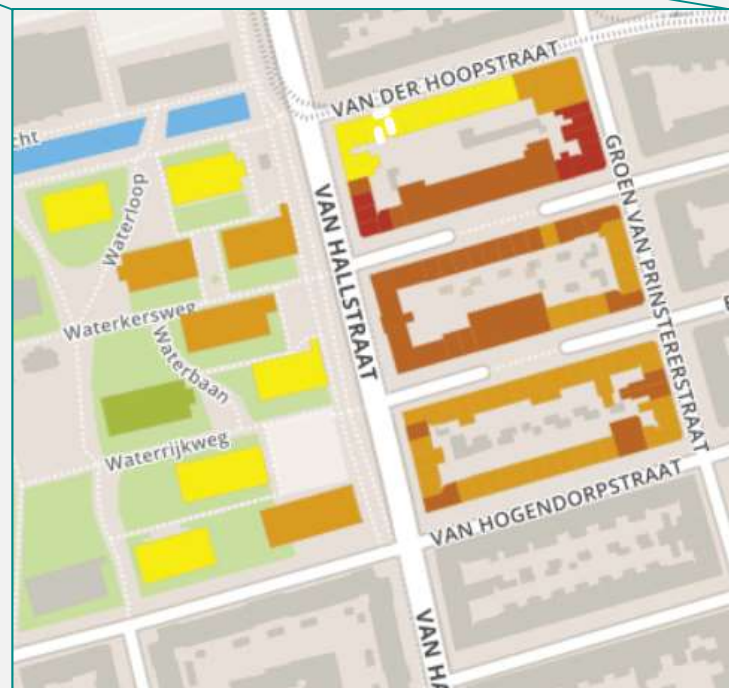 VAN DER HOOPSTRAAT
cht
GROEN VAN PRINSTERERSTRAAT
Waterloop
VAN HALLSTRAAT
Waterkersweg
Waterbaan
Waterrijkweg
VAN HOGENDORPSTRAAT
VAN HA